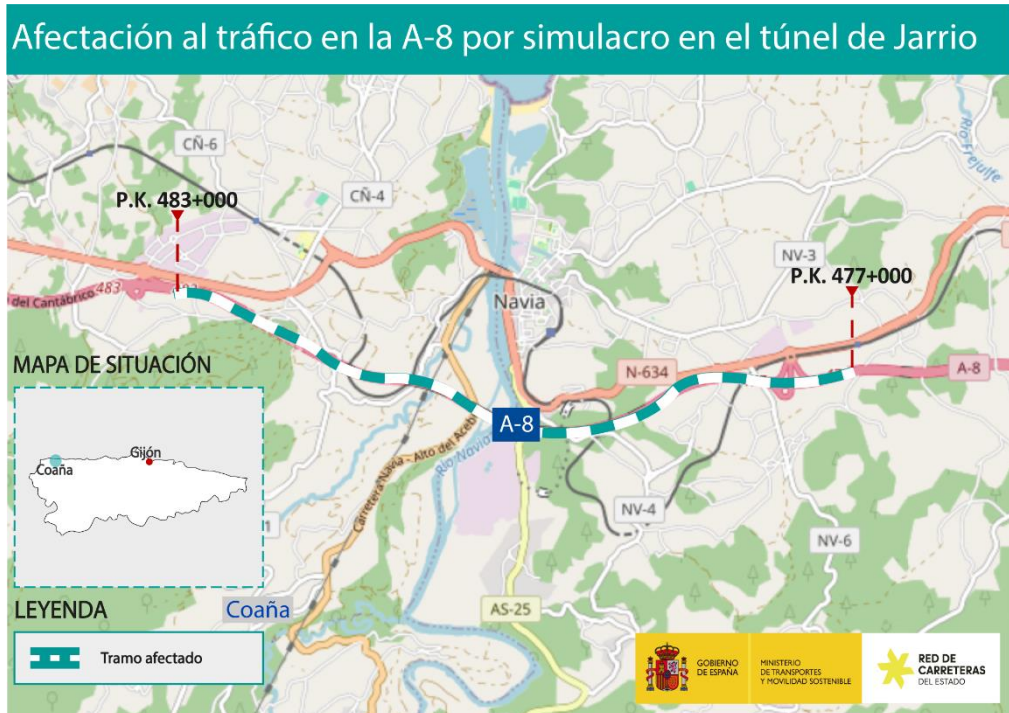 Afectación al tráfico en la A-8 por simulacro en el túnel de Jarrio
CÑ-6
P.K. 483+000
CÑ-4
Río Frejulfe
NV-3
P.K. 477+000
del Cantábrico
483
Navia
MAPA DE SITUACIÓN
N-634
A-8
A-8
Gijón
Coaña
Río Navia
Carretera Navia - Alto del Acebo
NV-4
NV-6
LEYENDA
Coaña
AS-25
Tramo afectado
GOBIERNO
DE ESPAÑA
MINISTERIO
DE TRANSPORTES
Y MOVILIDAD SOSTENIBLE
RED DE
CARRETERAS
DEL ESTADO